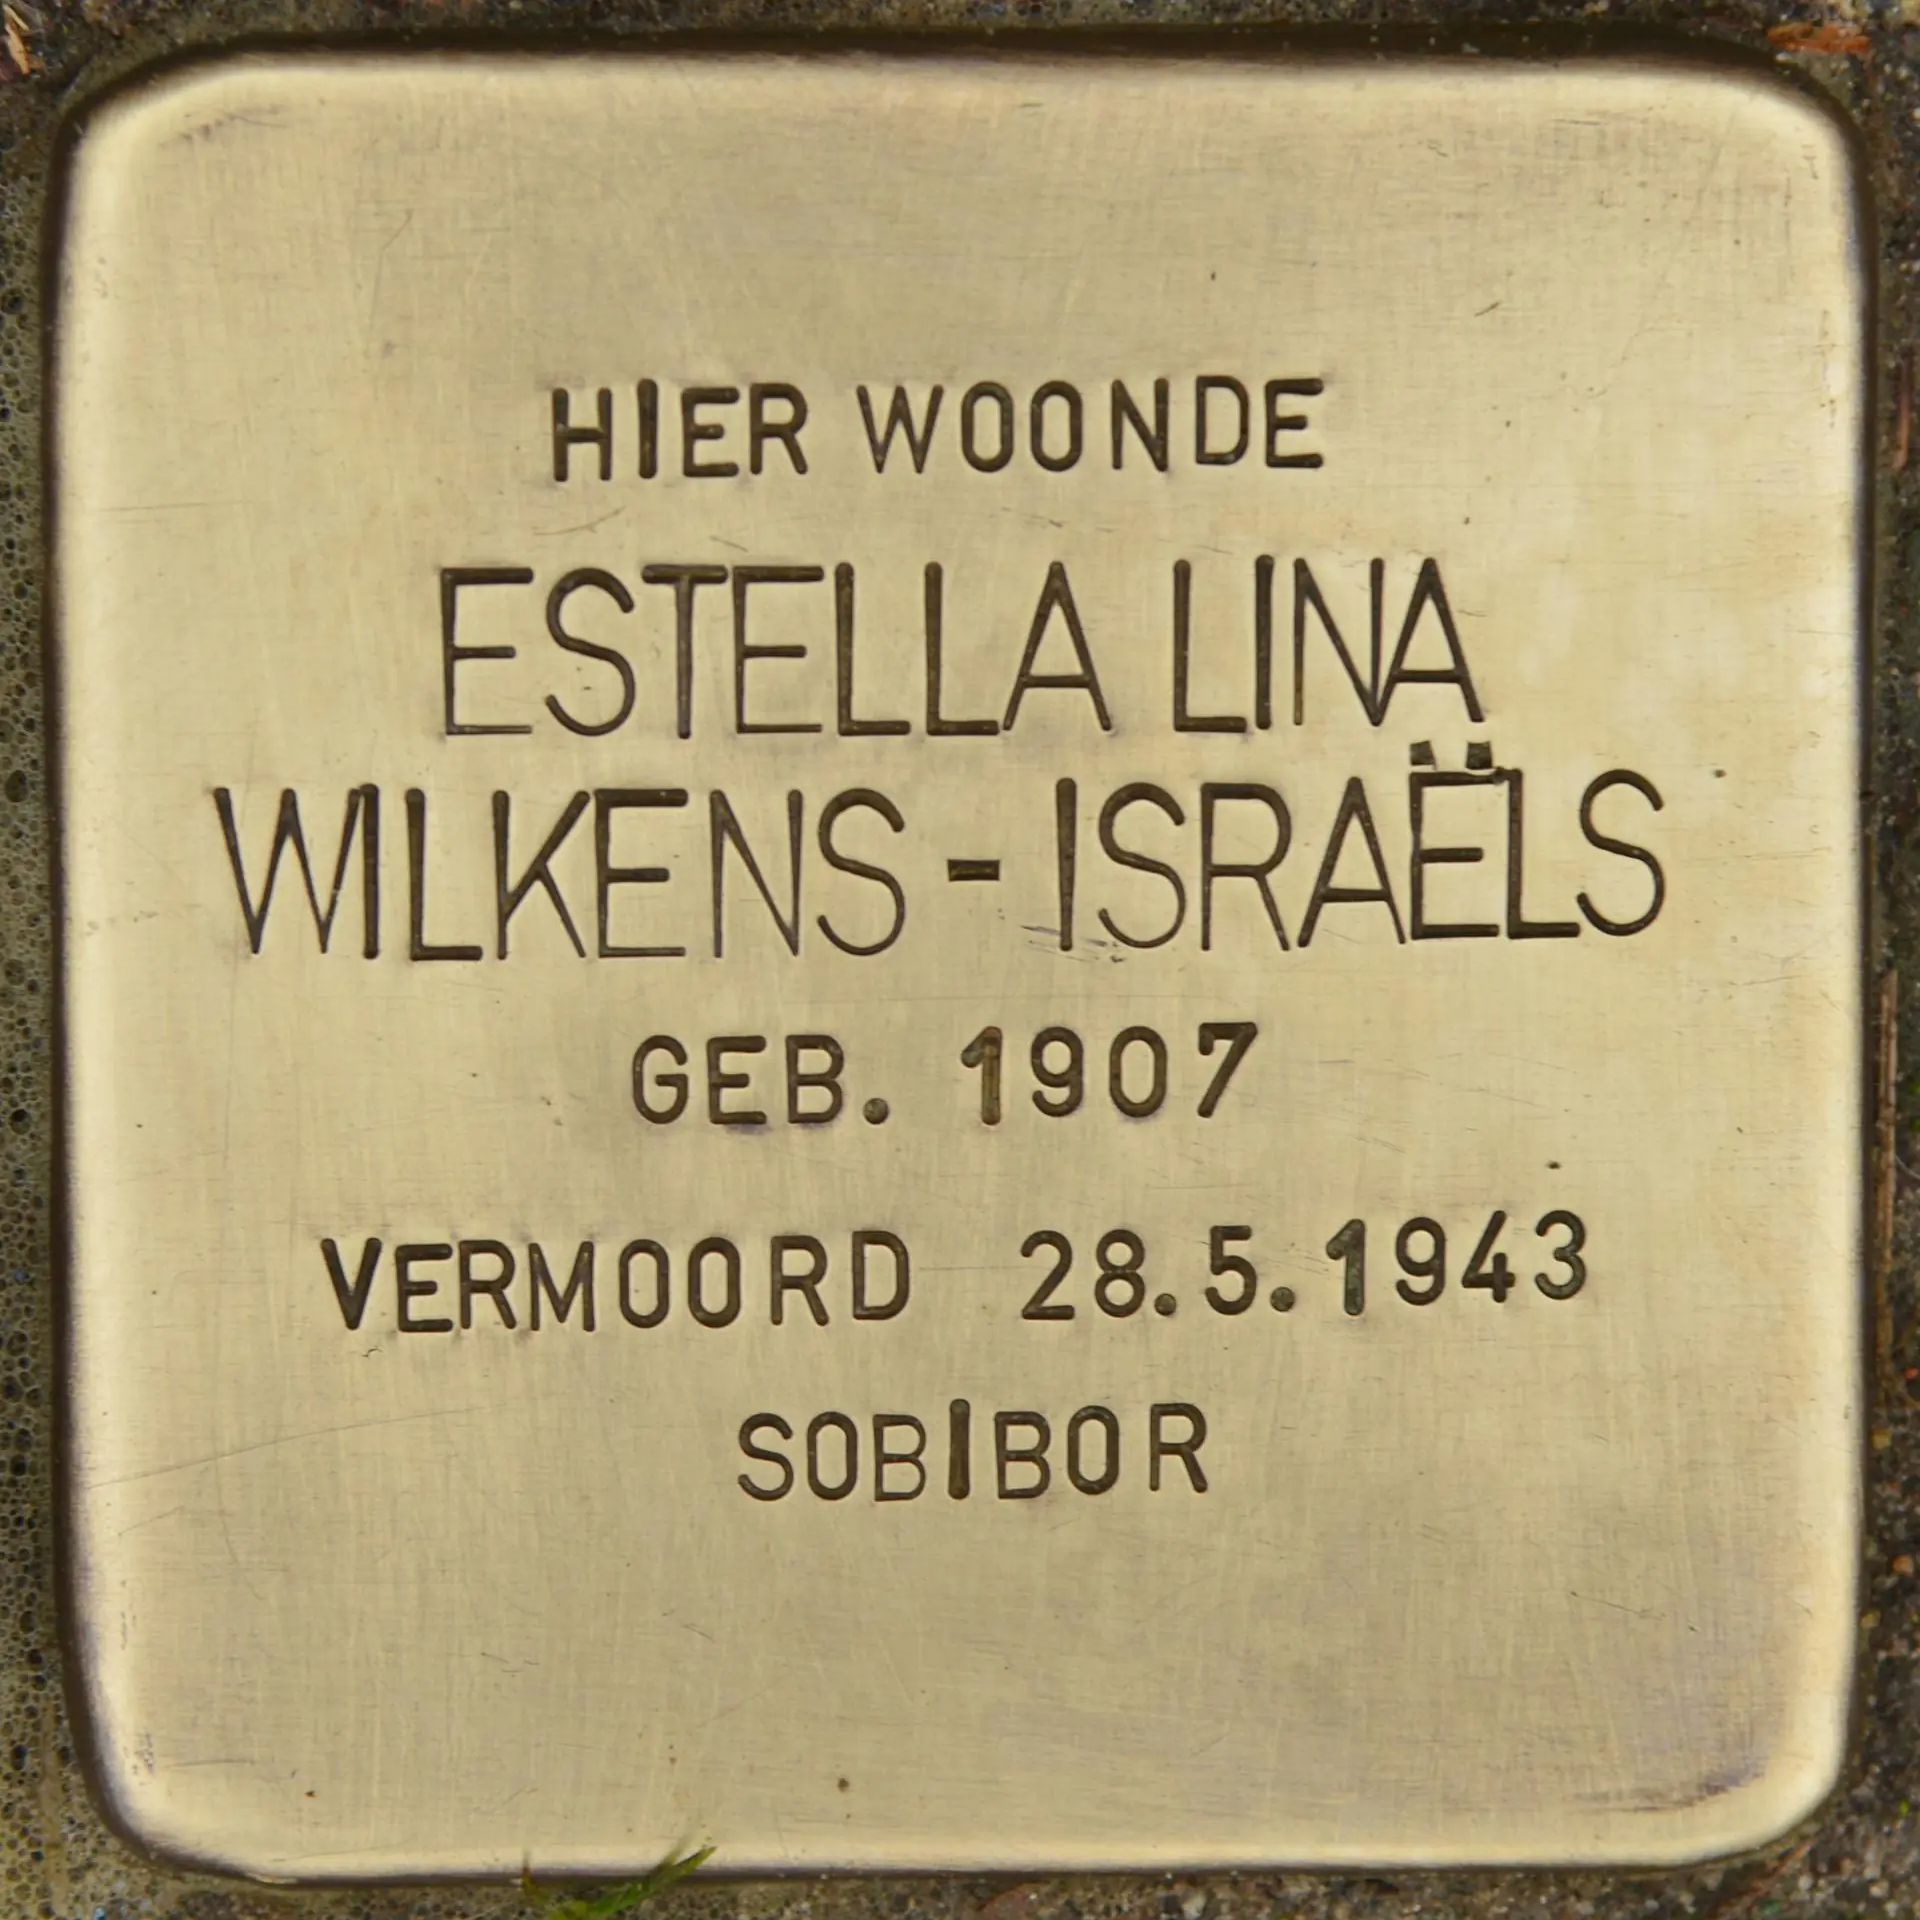 HIER WOONDE
ESTELLA LINA
WILKENS - ISRAËLS
GEB. 1907
VERMOORD 28.5.1943
SOBIBOR